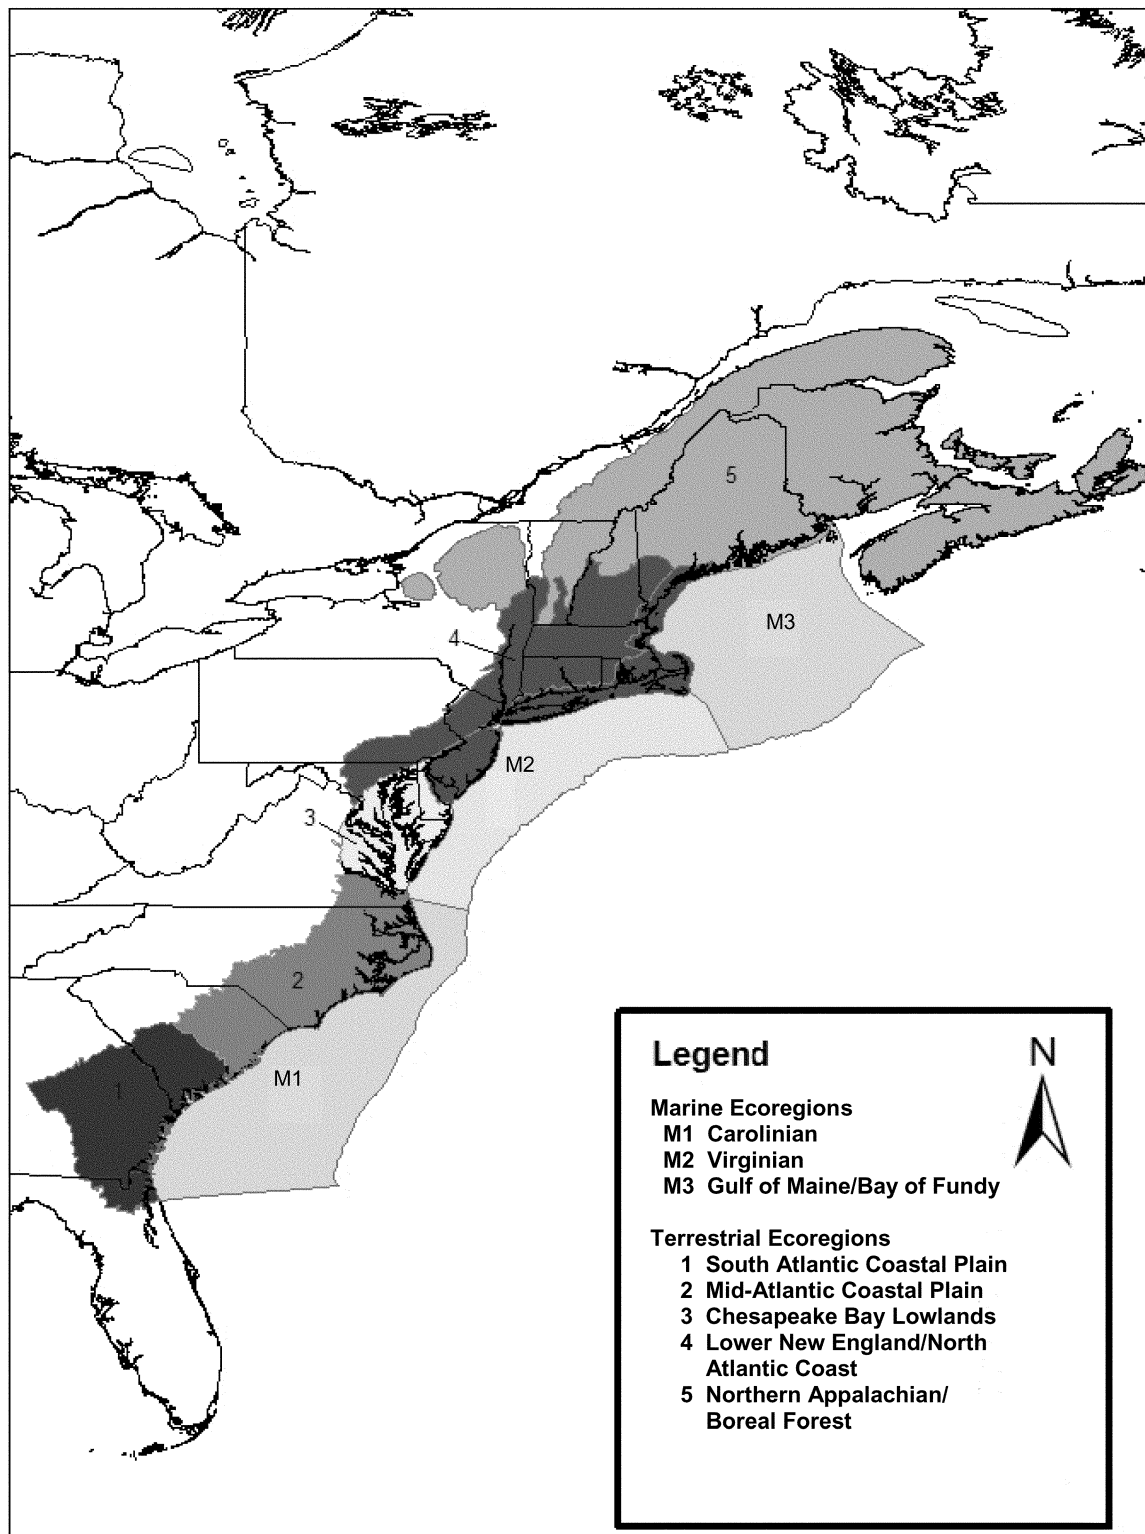 5
M3
4
M2
3
2
M1
1
Legend
N
Marine Ecoregions
M1 Carolinian
M2 Virginian
M3 Gulf of Maine/Bay of Fundy
Terrestrial Ecoregions
1 South Atlantic Coastal Plain
2 Mid-Atlantic Coastal Plain
3 Chesapeake Bay Lowlands
4 Lower New England/North
Atlantic Coast
5 Northern Appalachian/
Boreal Forest